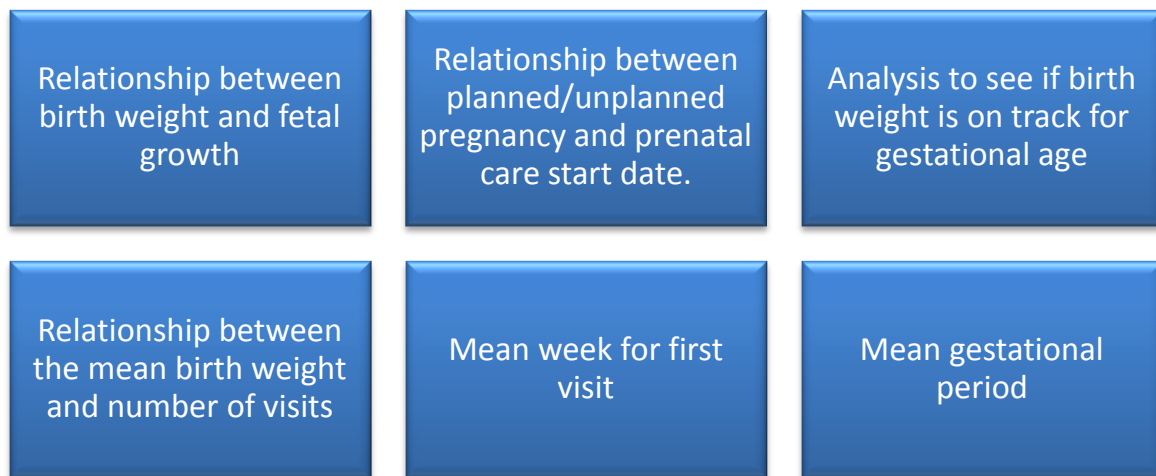 Relationship between
birth weight and fetal
growth
Relationship between
planned/unplanned
pregnancy and prenatal
care start date.
Analysis to see if birth
weight is on track for
gestational age
Relationship between
the mean birth weight
and number of visits
Mean week for first
visit
Mean gestational
period